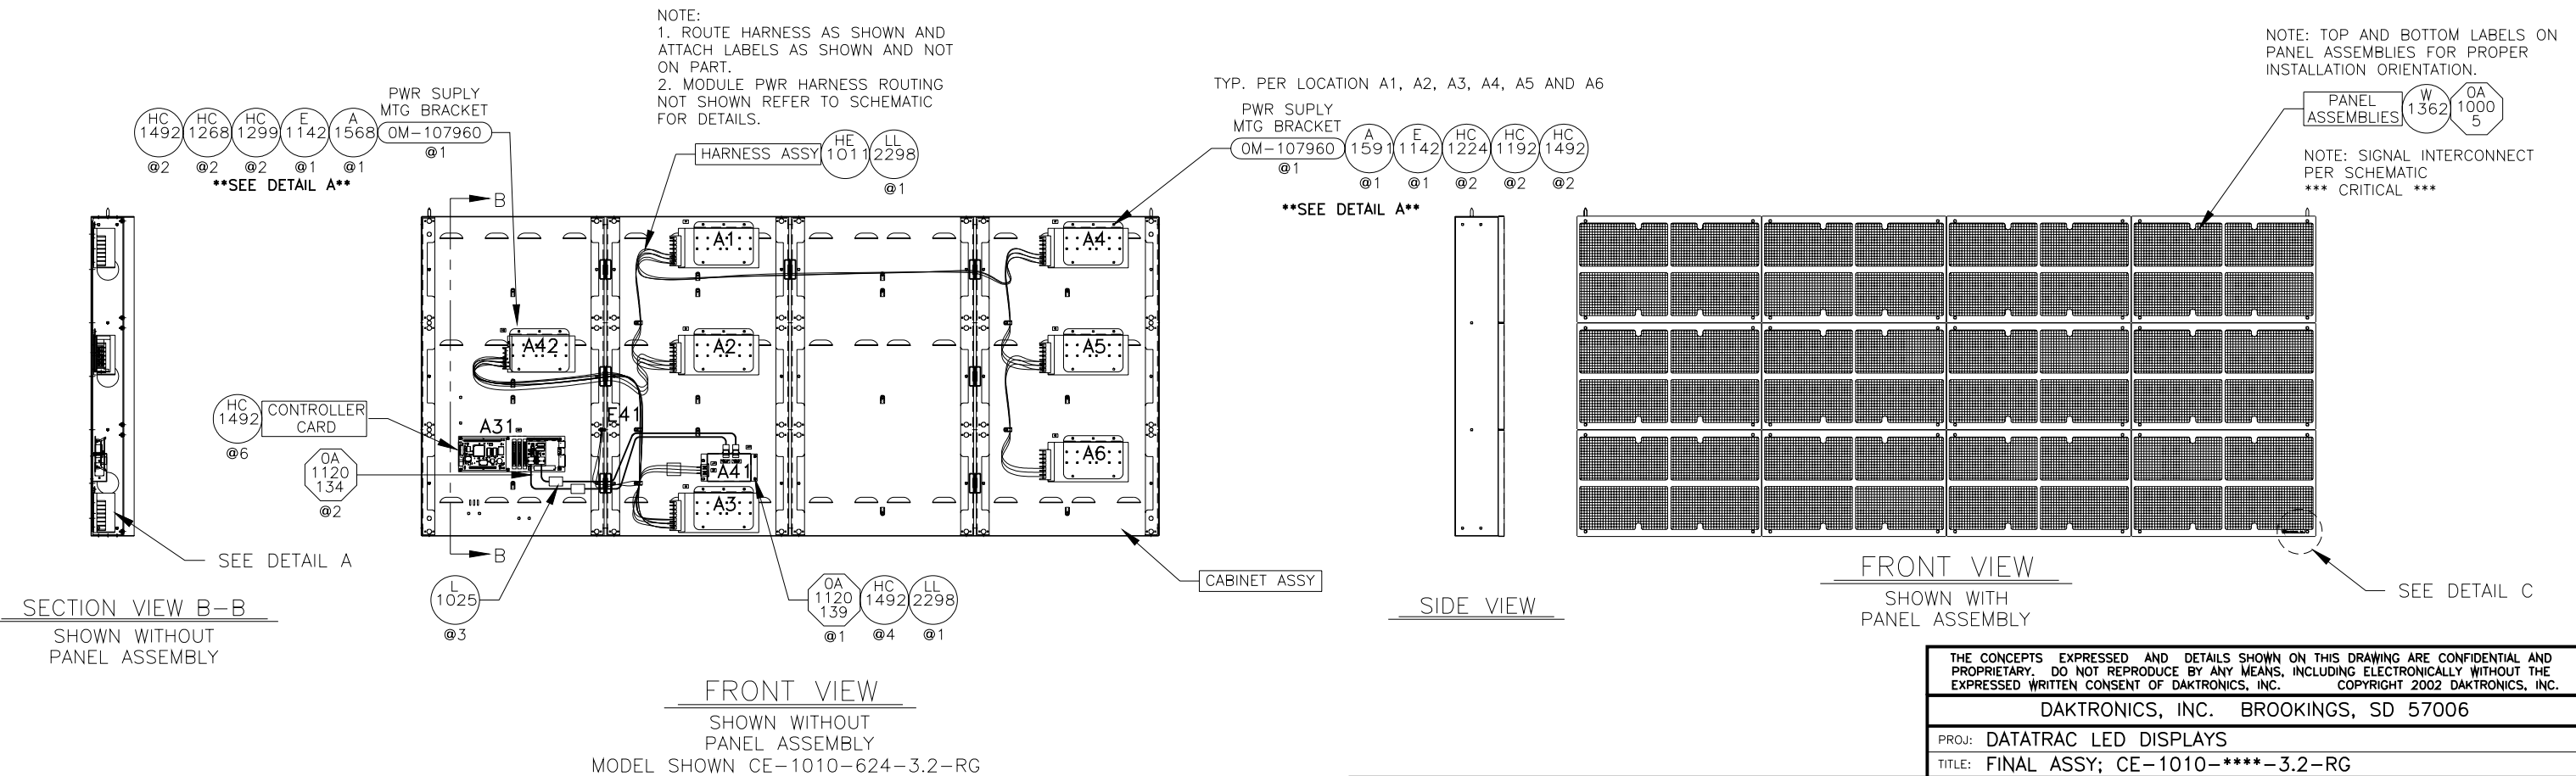 NOTE:
1. ROUTE HARNESS AS SHOWN AND
ATTACH LABELS AS SHOWN AND NOT
ON PART.
2. MODULE PWR HARNESS ROUTING
NOT SHOWN REFER TO SCHEMATIC
FOR DETAILS.
PWR SUPLY
MTG BRACKET
HC
1492
@2
HC
1268
@2
HC
1299
@2
E
1142
@1
A
1568
@1
0M-107960
@1
**SEE DETAIL A**
HARNESS ASSY
HE
1011
LL
2298
@1
TYP. PER LOCATION A1, A2, A3, A4, A5 AND A6
PWR SUPLY
MTG BRACKET
0M-107960
@1
A
1591
@1
E
1142
@1
HC
1224
@2
HC
1192
@2
HC
1492
@2
**SEE DETAIL A**
NOTE: TOP AND BOTTOM LABELS ON
PANEL ASSEMBLIES FOR PROPER
INSTALLATION ORIENTATION.
PANEL
ASSEMBLIES
W
1362
0A
1000
5
NOTE: SIGNAL INTERCONNECT
PER SCHEMATIC
*** CRITICAL ***
B
A1
A4
A42
A2
A5
E41
A31
A41
A6
A3
B
HC
1492
@6
CONTROLLER
CARD
0A
1120
134
@2
SEE DETAIL A
SECTION VIEW B-B
SHOWN WITHOUT
PANEL ASSEMBLY
L
1025
@3
0A
1120
139
@1
HC
1492
@4
LL
2298
@1
CABINET ASSY
FRONT VIEW
SHOWN WITHOUT
PANEL ASSEMBLY
MODEL SHOWN CE-1010-624-3.2-RG
SIDE VIEW
FRONT VIEW
SHOWN WITH
PANEL ASSEMBLY
SEE DETAIL C
THE CONCEPTS EXPRESSED AND DETAILS SHOWN ON THIS DRAWING ARE CONFIDENTIAL AND
PROPRIETARY. DO NOT REPRODUCE BY ANY MEANS, INCLUDING ELECTRONICALLY WITHOUT THE
EXPRESSED WRITTEN CONSENT OF DAKTRONICS, INC. COPYRIGHT 2002 DAKTRONICS, INC.
DAKTRONICS, INC. BROOKINGS, SD 57006
PROJ: DATATRAC LED DISPLAYS
TITLE: FINAL ASSY; CE-1010-****-3.2-RG